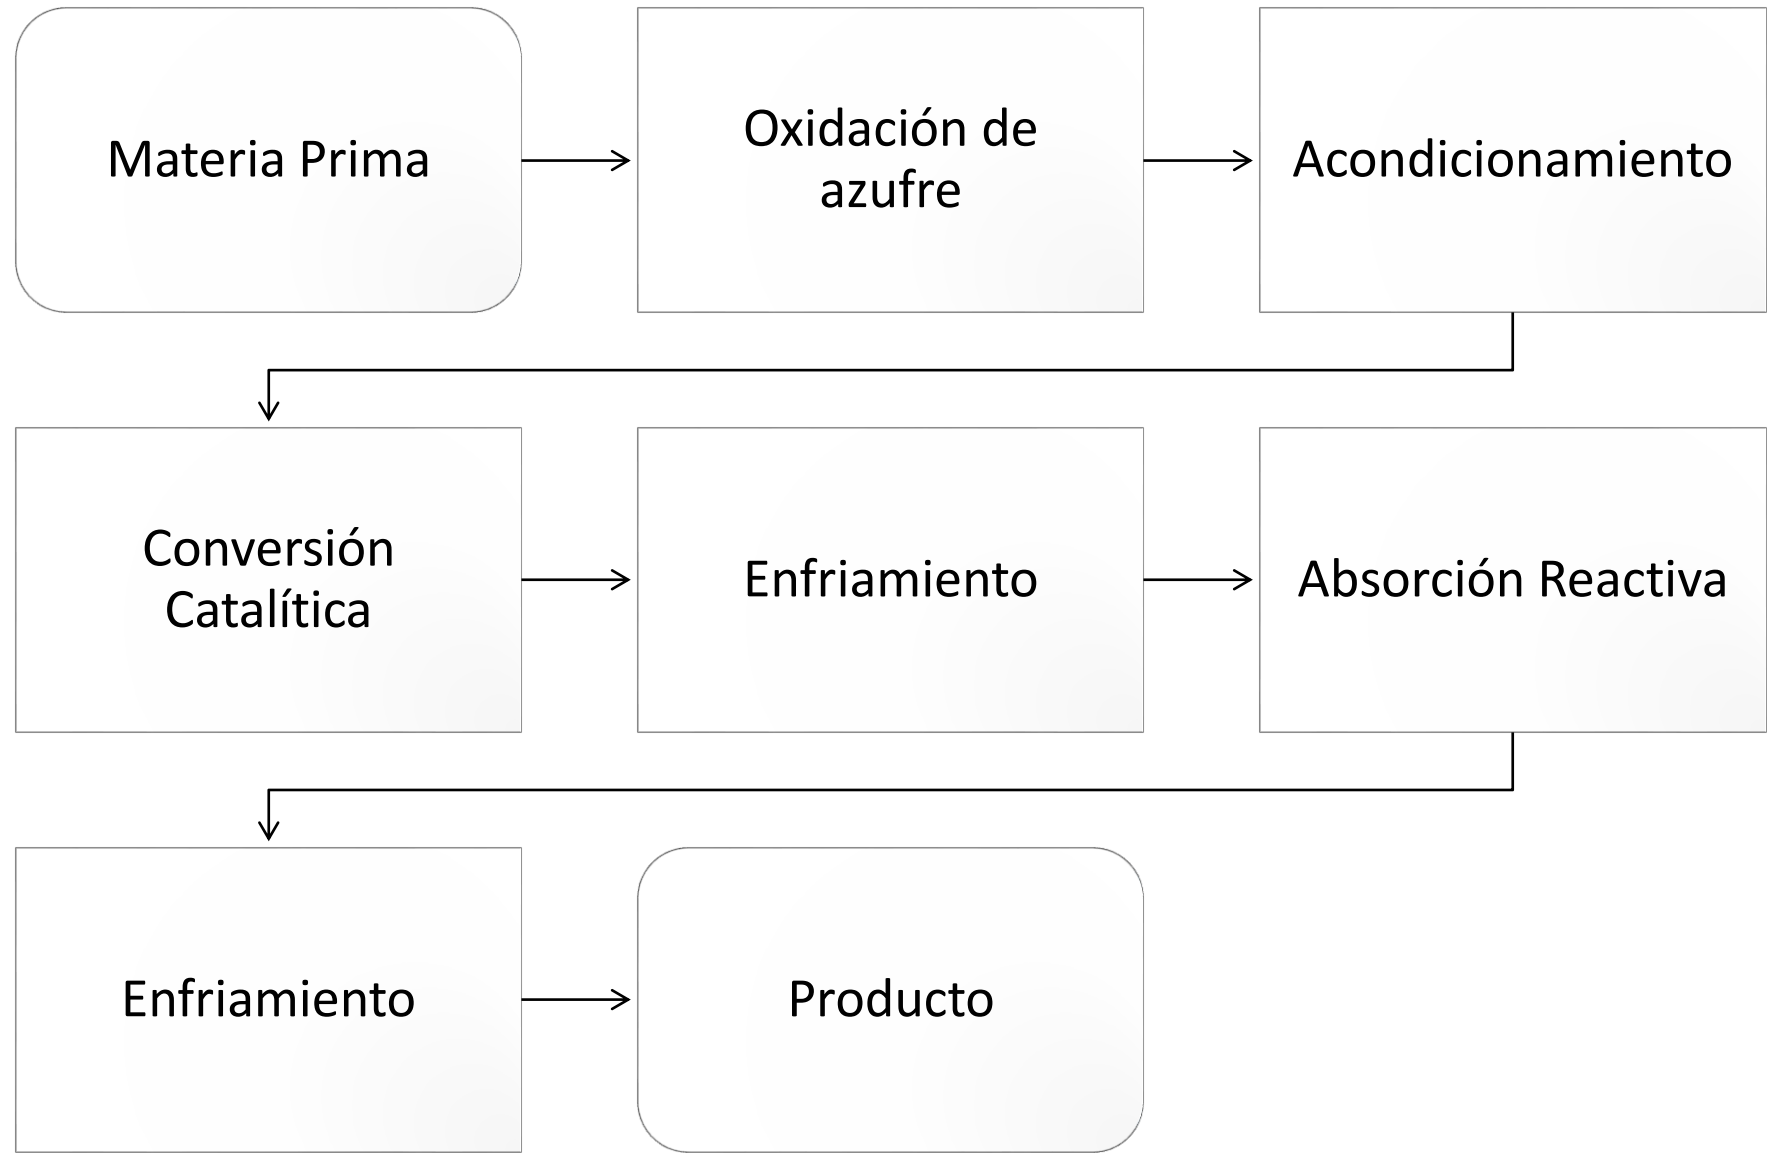 Materia Prima
Oxidación de
azufre
Acondicionamiento
Conversión
Catalítica
Enfriamiento
Absorción Reactiva
Enfriamiento
Producto